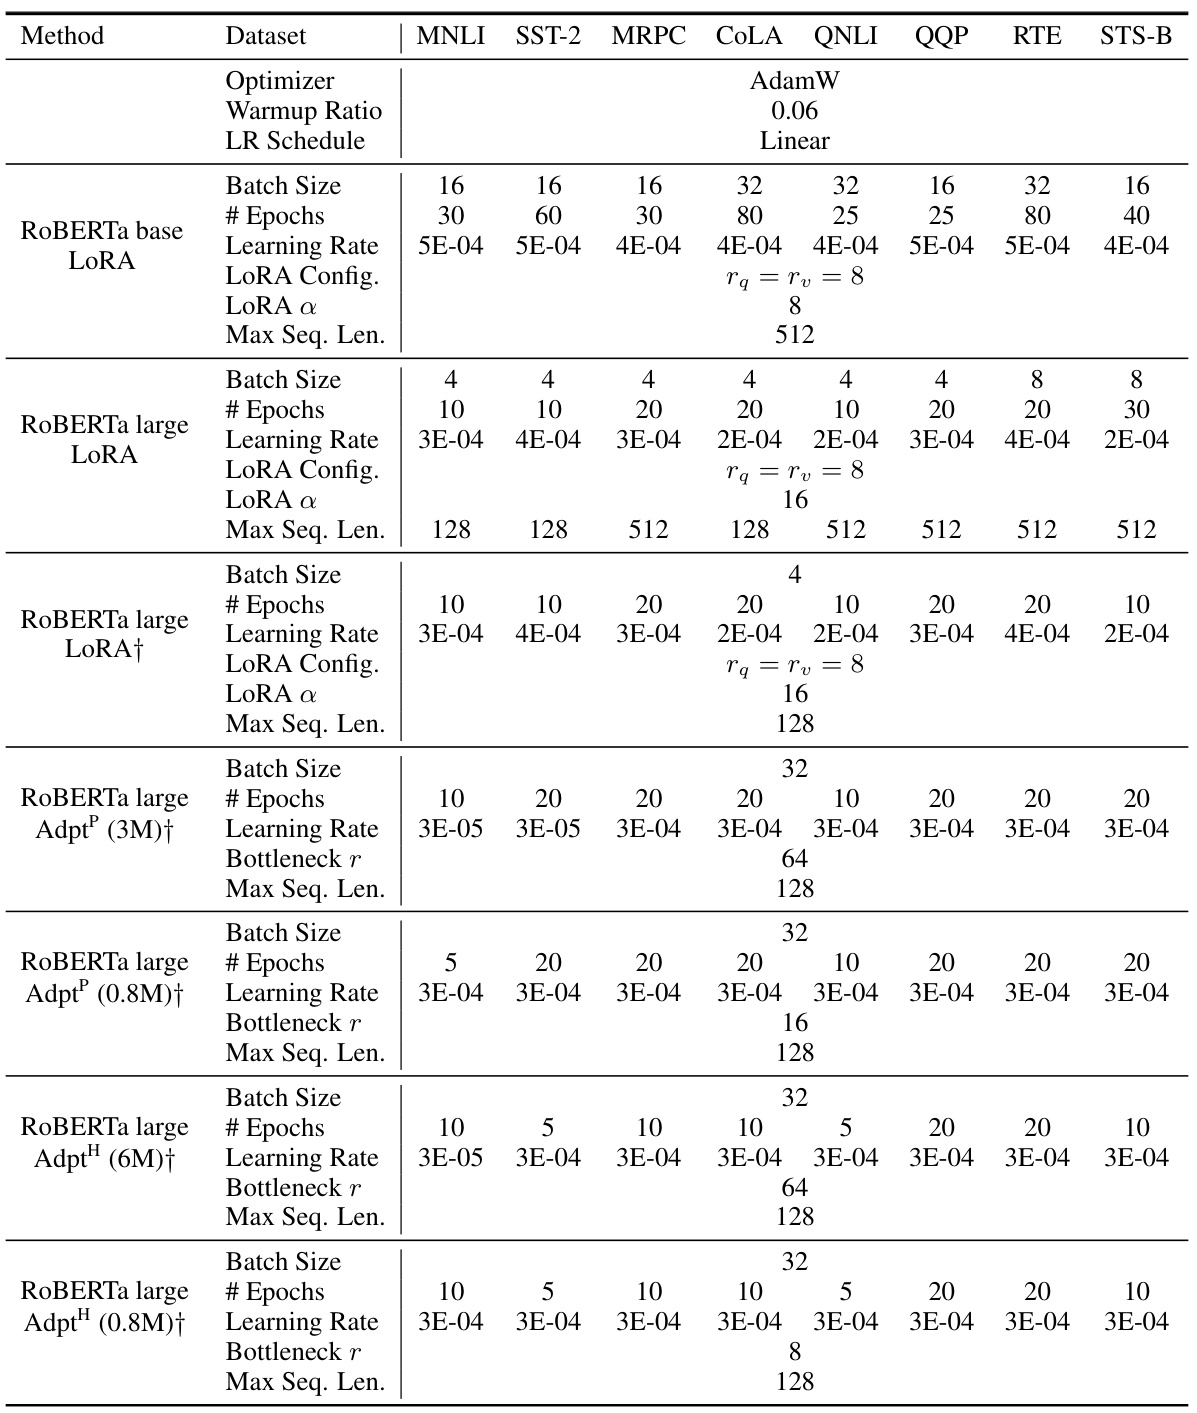 Method Dataset MNLI SST-2 MRPC CoLA QNLI QQP RTE STS-B
Optimizer AdamW
Warmup Ratio 0.06
LR Schedule Linear
RoBERTa base
LoRA
Batch Size 16 16 16 32 32 16 32 16
# Epochs 30 60 30 80 25 25 80 40
Learning Rate 5E-04 5E-04 4E-04 4E-04 4E-04 5E-04 5E-04 4E-04
LoRA Config. r_q = r_v = 8
LoRA α 8
Max Seq. Len. 512
RoBERTa large
LoRA
Batch Size 4 4 4 4 4 4 8 8
# Epochs 10 10 20 20 10 20 20 30
Learning Rate 3E-04 4E-04 3E-04 2E-04 2E-04 3E-04 4E-04 2E-04
LoRA Config. r_q = r_v = 8
LoRA α 16
Max Seq. Len. 128 128 512 128 512 512 512 512
RoBERTa large
LoRA†
Batch Size 4
# Epochs 10 10 20 20 10 20 20 10
Learning Rate 3E-04 4E-04 3E-04 2E-04 2E-04 3E-04 4E-04 2E-04
LoRA Config. r_q = r_v = 8
LoRA α 16
Max Seq. Len. 128
RoBERTa large
Adpt^P (3M)†
Batch Size 32
# Epochs 10 20 20 20 10 20 20 20
Learning Rate 3E-05 3E-05 3E-04 3E-04 3E-04 3E-04 3E-04 3E-04
Bottleneck r 64
Max Seq. Len. 128
RoBERTa large
Adpt^P (0.8M)†
Batch Size 32
# Epochs 5 20 20 20 10 20 20 20
Learning Rate 3E-04 3E-04 3E-04 3E-04 3E-04 3E-04 3E-04 3E-04
Bottleneck r 16
Max Seq. Len. 128
RoBERTa large
Adpt^H (6M)†
Batch Size 32
# Epochs 10 5 10 10 5 20 20 10
Learning Rate 3E-05 3E-04 3E-04 3E-04 3E-04 3E-04 3E-04 3E-04
Bottleneck r 64
Max Seq. Len. 128
RoBERTa large
Adpt^H (0.8M)†
Batch Size 32
# Epochs 10 5 10 10 5 20 20 10
Learning Rate 3E-04 3E-04 3E-04 3E-04 3E-04 3E-04 3E-04 3E-04
Bottleneck r 8
Max Seq. Len. 128